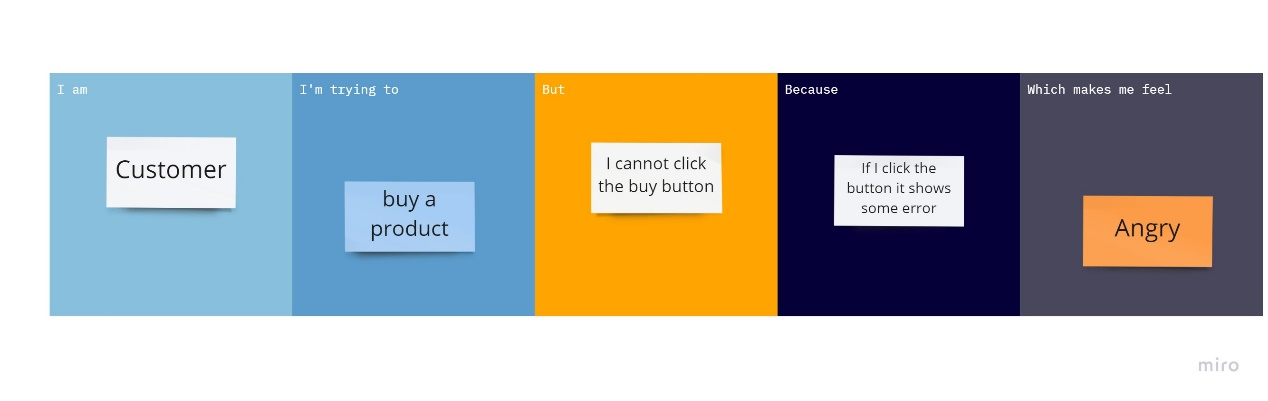 I am
Customer
I'm trying to
buy a
product
But
I cannot click
the buy button
Because
If I click the
button it shows
some error
Which makes me feel
Angry
miro